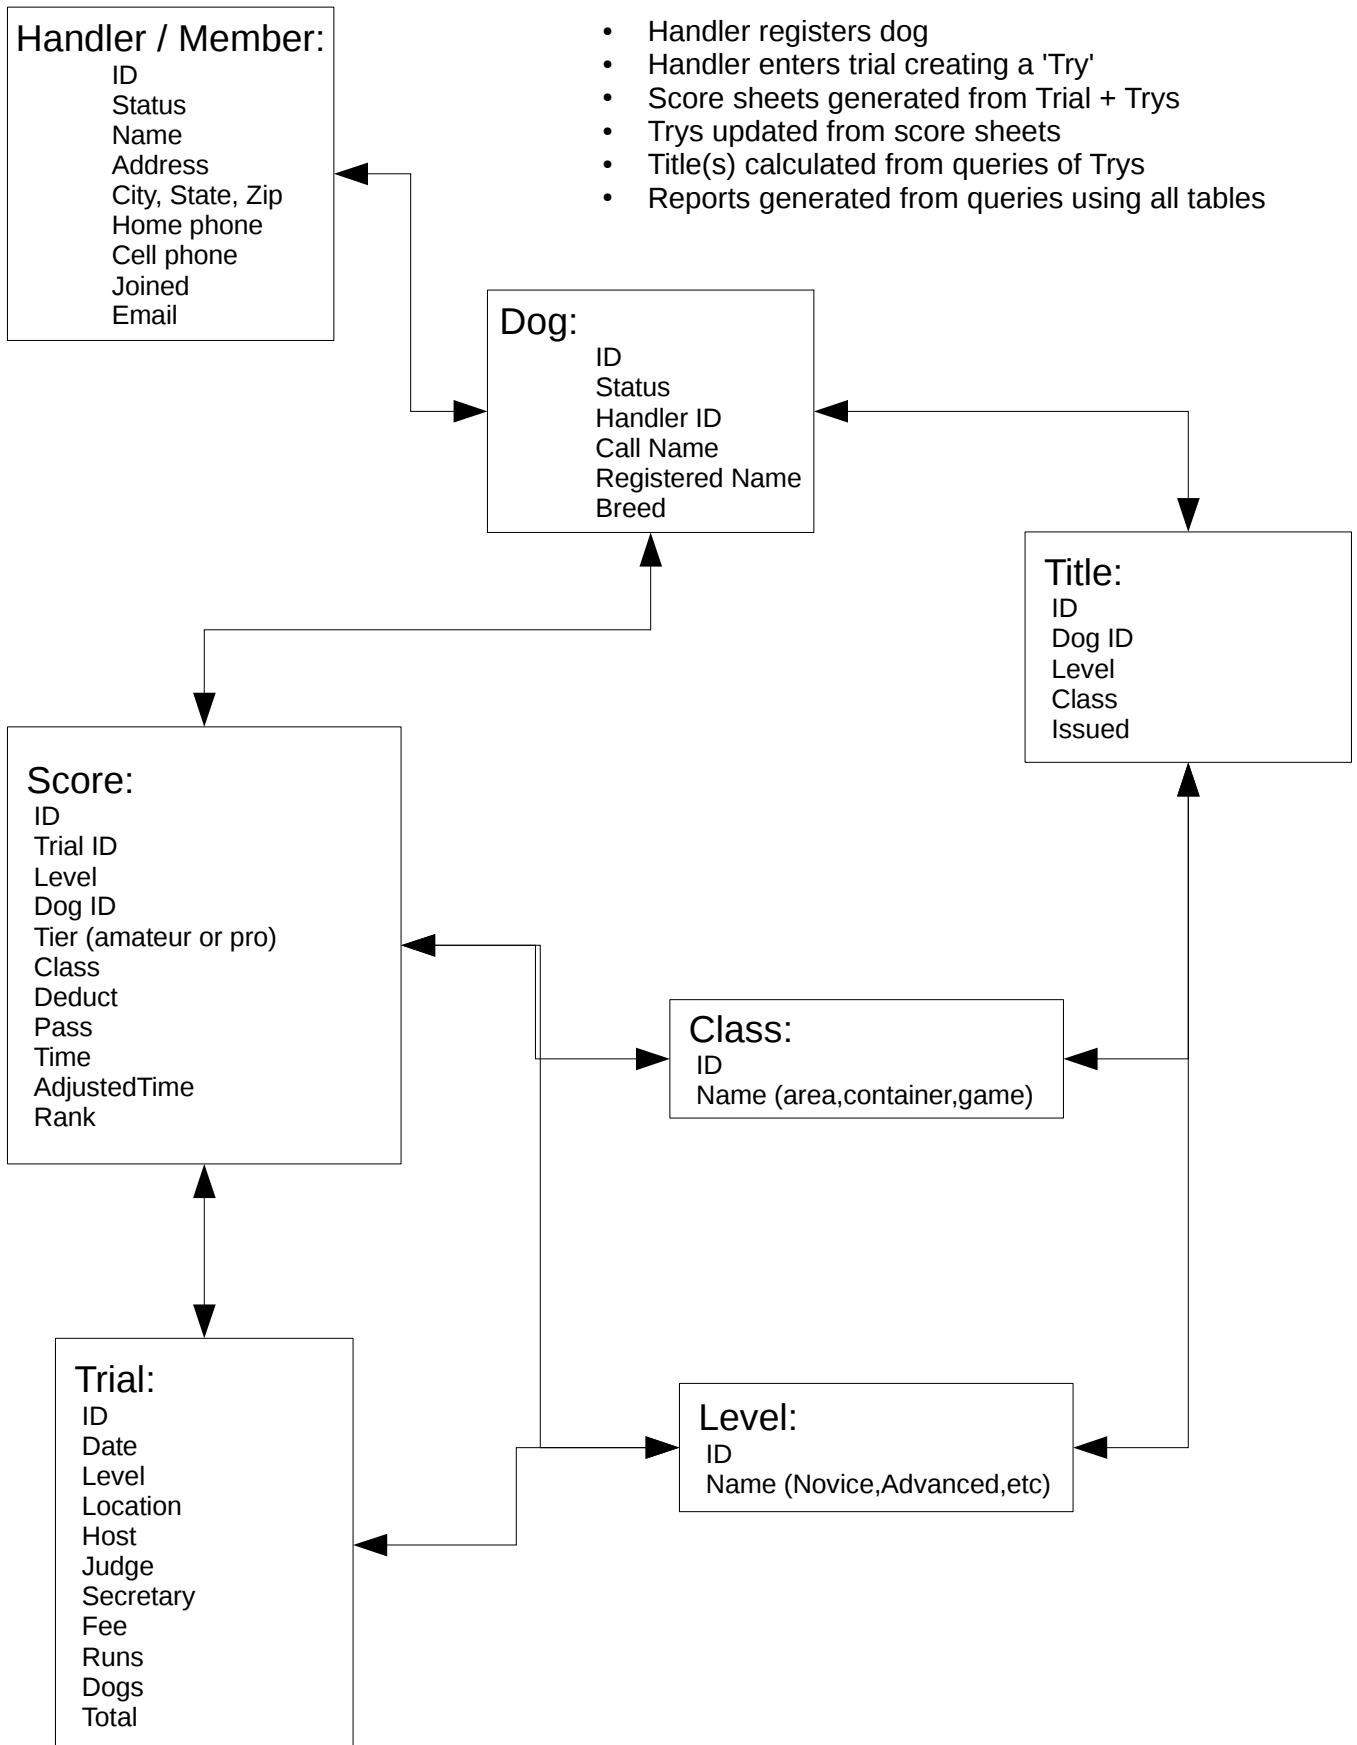 Handler / Member:
ID
Status
Name
Address
City, State, Zip
Home phone
Cell phone
Joined
Email
• Handler registers dog
• Handler enters trial creating a 'Try'
• Score sheets generated from Trial + Trys
• Trys updated from score sheets
• Title(s) calculated from queries of Trys
• Reports generated from queries using all tables
Dog:
ID
Status
Handler ID
Call Name
Registered Name
Breed
Title:
ID
Dog ID
Level
Class
Issued
Score:
ID
Trial ID
Level
Dog ID
Tier (amateur or pro)
Class
Deduct
Pass
Time
AdjustedTime
Rank
Class:
ID
Name (area,container,game)
Level:
ID
Name (Novice,Advanced,etc)
Trial:
ID
Date
Level
Location
Host
Judge
Secretary
Fee
Runs
Dogs
Total